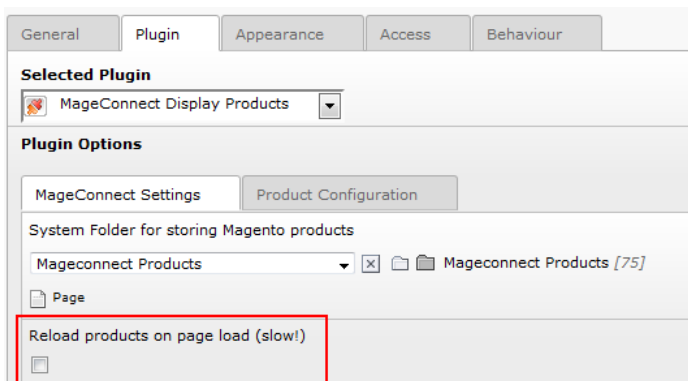 General Plugin Appearance Access Behaviour
Selected Plugin
MageConnect Display Products
Plugin Options
MageConnect Settings Product Configuration
System Folder for storing Magento products
Mageconnect Products Mageconnect Products [75]
Page
Reload products on page load (slow!)